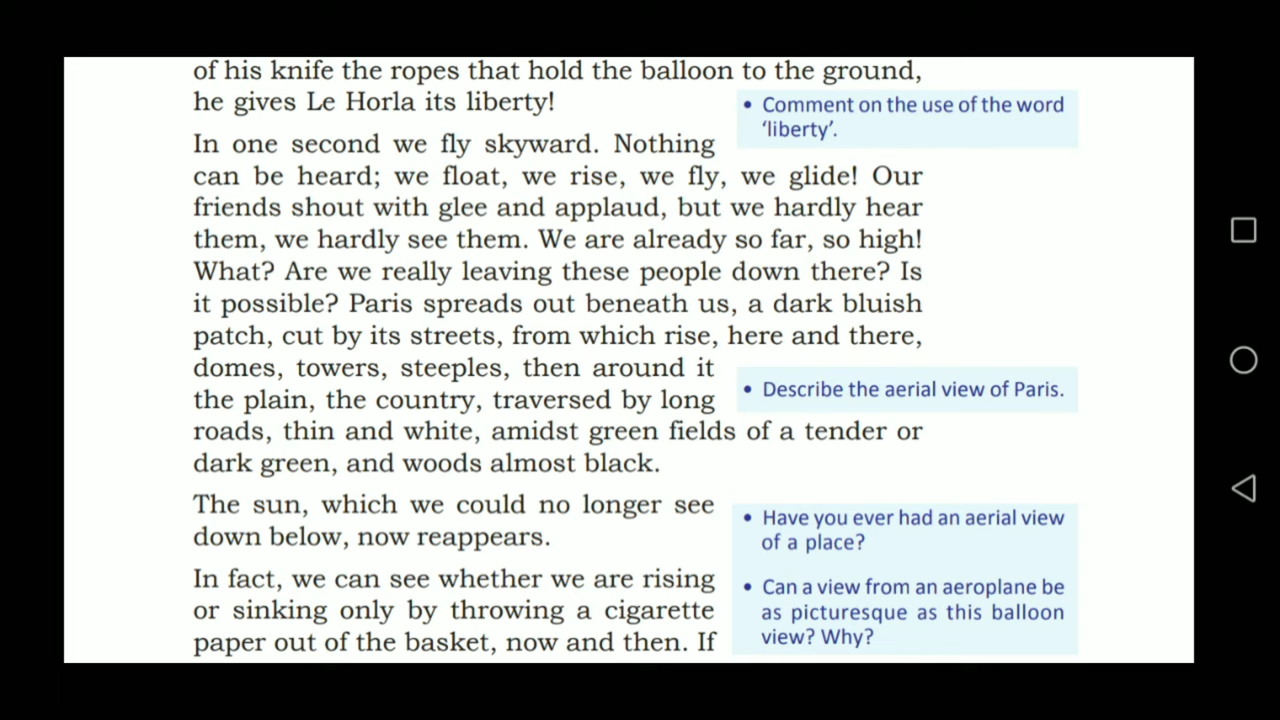 of his knife the ropes that hold the balloon to the ground,
he gives Le Horla its liberty!
• Comment on the use of the word
‘liberty’.
In one second we fly skyward. Nothing
can be heard; we float, we rise, we fly, we glide! Our
friends shout with glee and applaud, but we hardly hear
them, we hardly see them. We are already so far, so high!
What? Are we really leaving these people down there? Is
it possible? Paris spreads out beneath us, a dark bluish
patch, cut by its streets, from which rise, here and there,
domes, towers, steeples, then around it
the plain, the country, traversed by long
• Describe the aerial view of Paris.
roads, thin and white, amidst green fields of a tender or
dark green, and woods almost black.
The sun, which we could no longer see
down below, now reappears.
• Have you ever had an aerial view
of a place?
In fact, we can see whether we are rising
or sinking only by throwing a cigarette
paper out of the basket, now and then. If
• Can a view from an aeroplane be
as picturesque as this balloon
view? Why?